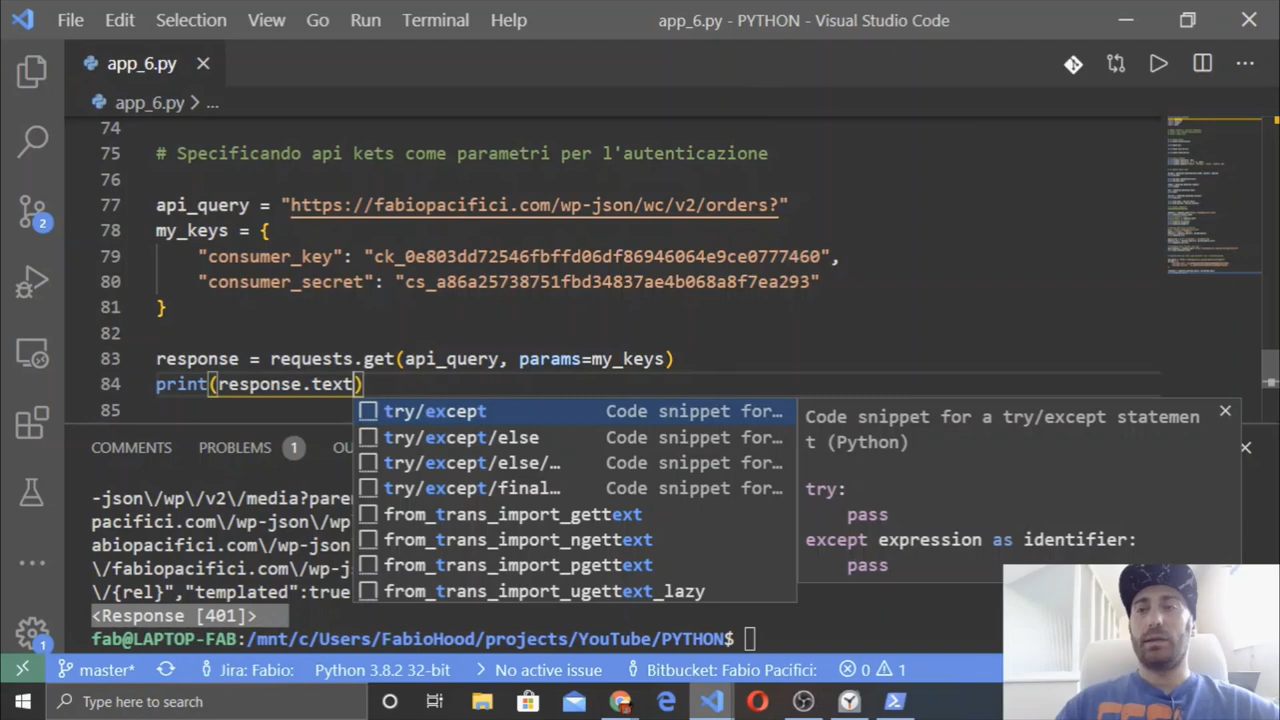 File Edit Selection View Go Run Terminal Help app_6.py - PYTHON - Visual Studio Code
app_6.py
app_6.py > ...
74
75 # Specificando api kets come parametri per l'autenticazione
76
77 api_query = "https://fabiopacifici.com/wp-json/wc/v2/orders?"
78 my_keys = {
79 "consumer_key": "ck_0e803dd72546fbffd06df86946064e9ce0777460",
80 "consumer_secret": "cs_a86a25738751fbd34837ae4b068a8f7ea293"
81 }
82
83 response = requests.get(api_query, params=my_keys)
84 print(response.text)
85
try/except Code snippet for…
try/except/else Code snippet for…
try/except/else/… Code snippet for…
try/except/final… Code snippet for…
from_trans_import_gettext
from_trans_import_ngettext
from_trans_import_pgettext
from_trans_import_ugettext_lazy
Code snippet for a try/except statemen
t (Python)
try:
pass
except expression as identifier:
pass
2
COMMENTS PROBLEMS 1 OU
-json\/wp\/v2\/media?pare
pacifici.com\/wp-json\/wp
abiopacifici.com\/wp-json
\/fabiopacifici.com\/wp-js
\/{rel}","templated":true
<Response [401]>
fab@LAPTOP-FAB:/mnt/c/Users/FabioHood/projects/YouTube/PYTHON$
1
master* Jira: Fabio: Python 3.8.2 32-bit No active issue Bitbucket: Fabio Pacifici: 0 1
Type here to search